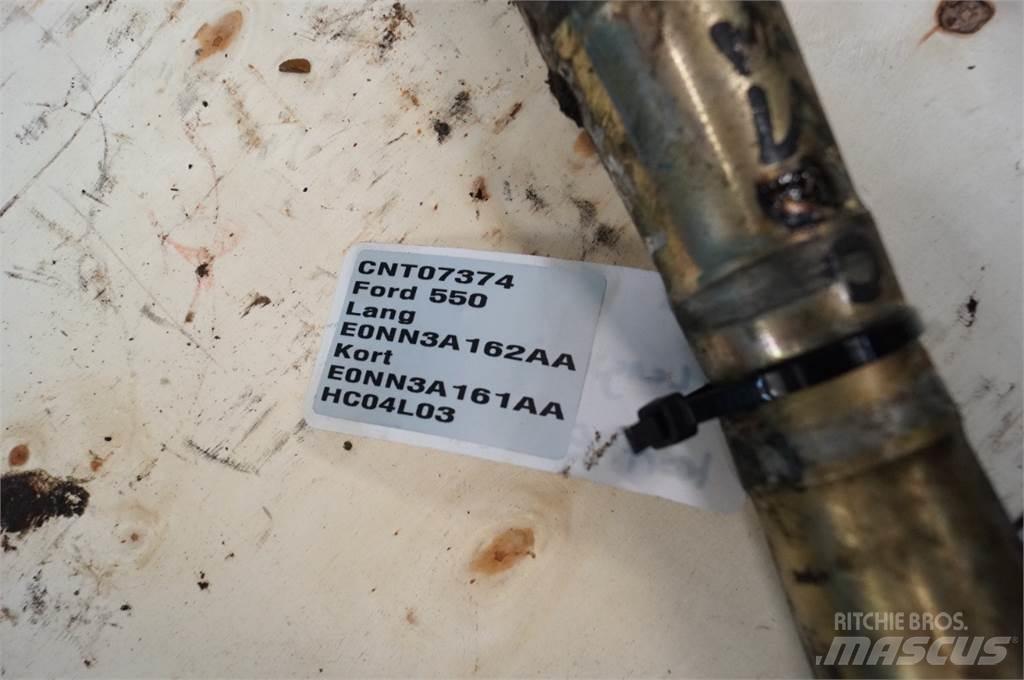 CNT07374
Ford 550
Lang
E0NN3A162AA
Kort
E0NN3A161AA
HC04L03
RITCHIE BROS.
MASCUS